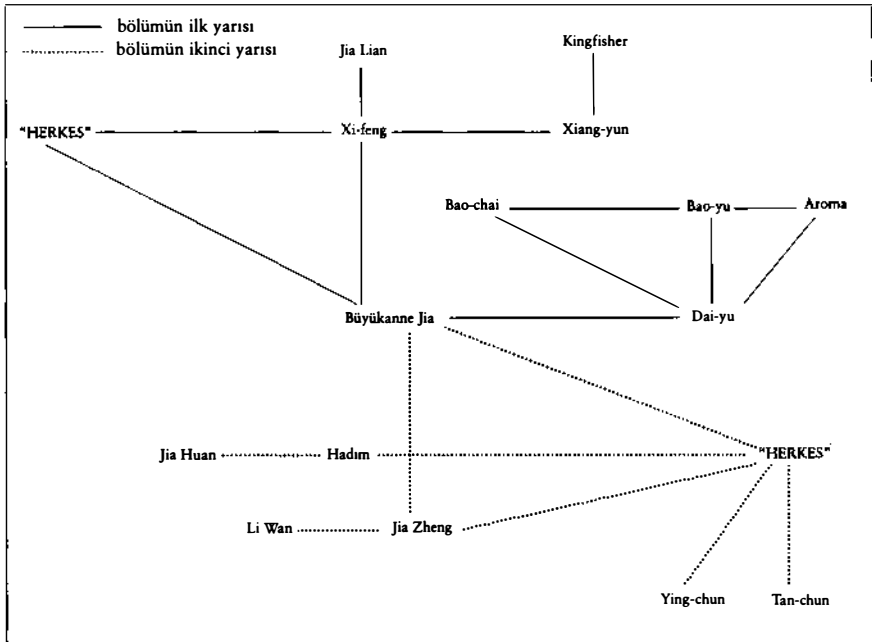 bölümün ilk yarısı
bölümün ikinci yarısı
Jia Lian
Kingfisher
"HERKES"
Xi-feng
Xiang-yun
Bao-chai
Bao-yu
Aroma
Büyükanne Jia
Dai-yu
Jia Huan
Hadım
"HERKES"
Li Wan
Jia Zheng
Ying-chun
Tan-chun